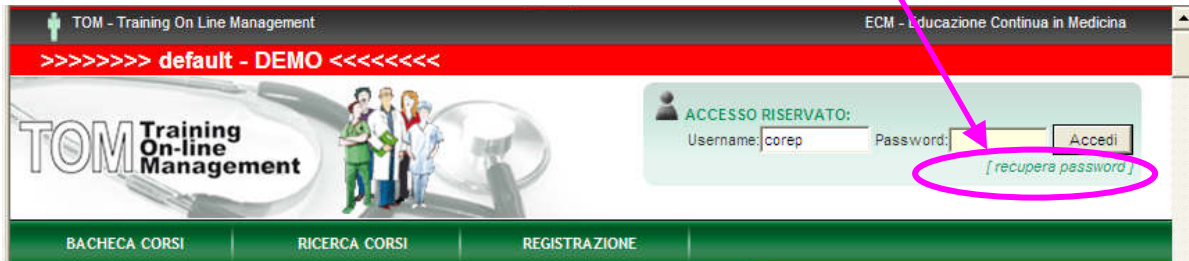 TOM - Training On Line Management ECM - Educazione Continua in Medicina
>>>>>>>> default - DEMO <<<<<<<<
TOM Training
On-line
Management
ACCESSO RISERVATO:
Username: corep Password: Accedi
[ recupera password ]
BACHECA CORSI RICERCA CORSI REGISTRAZIONE